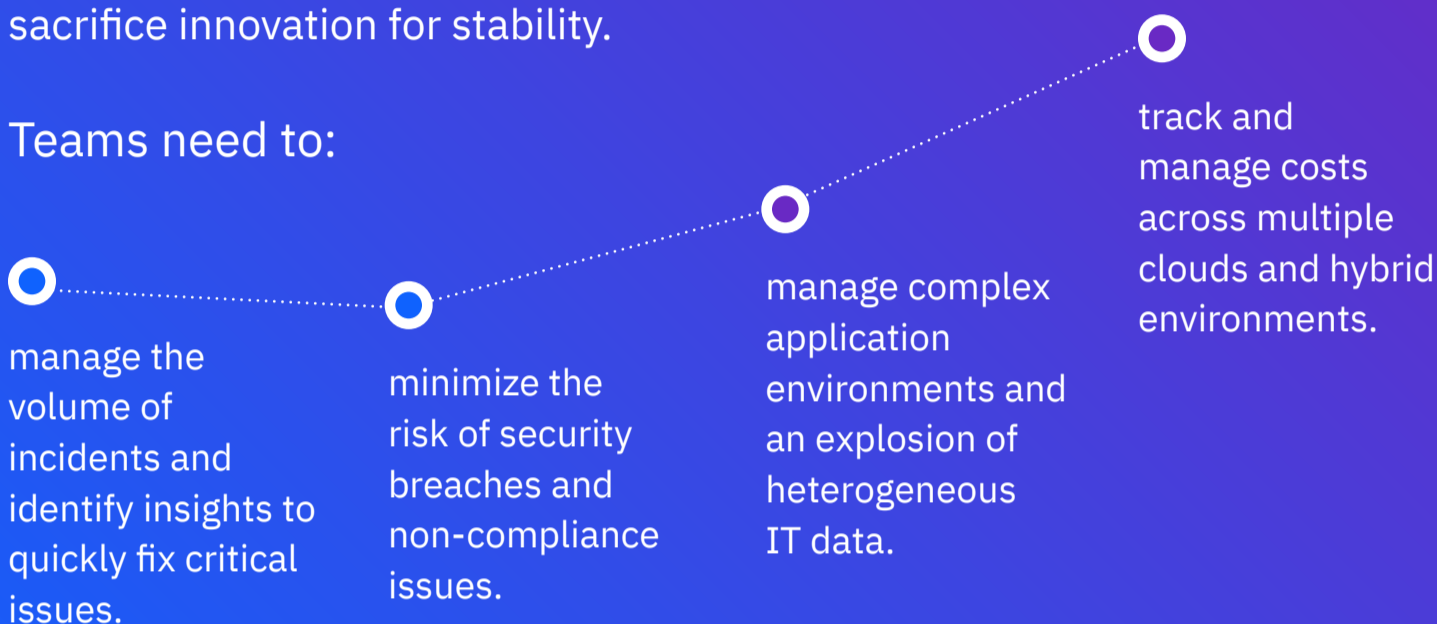 sacrifice innovation for stability.
Teams need to:
manage the
volume of
incidents and
identify insights to
quickly fix critical
issues.
minimize the
risk of security
breaches and
non-compliance
issues.
manage complex
application
environments and
an explosion of
heterogeneous
IT data.
track and
manage costs
across multiple
clouds and hybrid
environments.